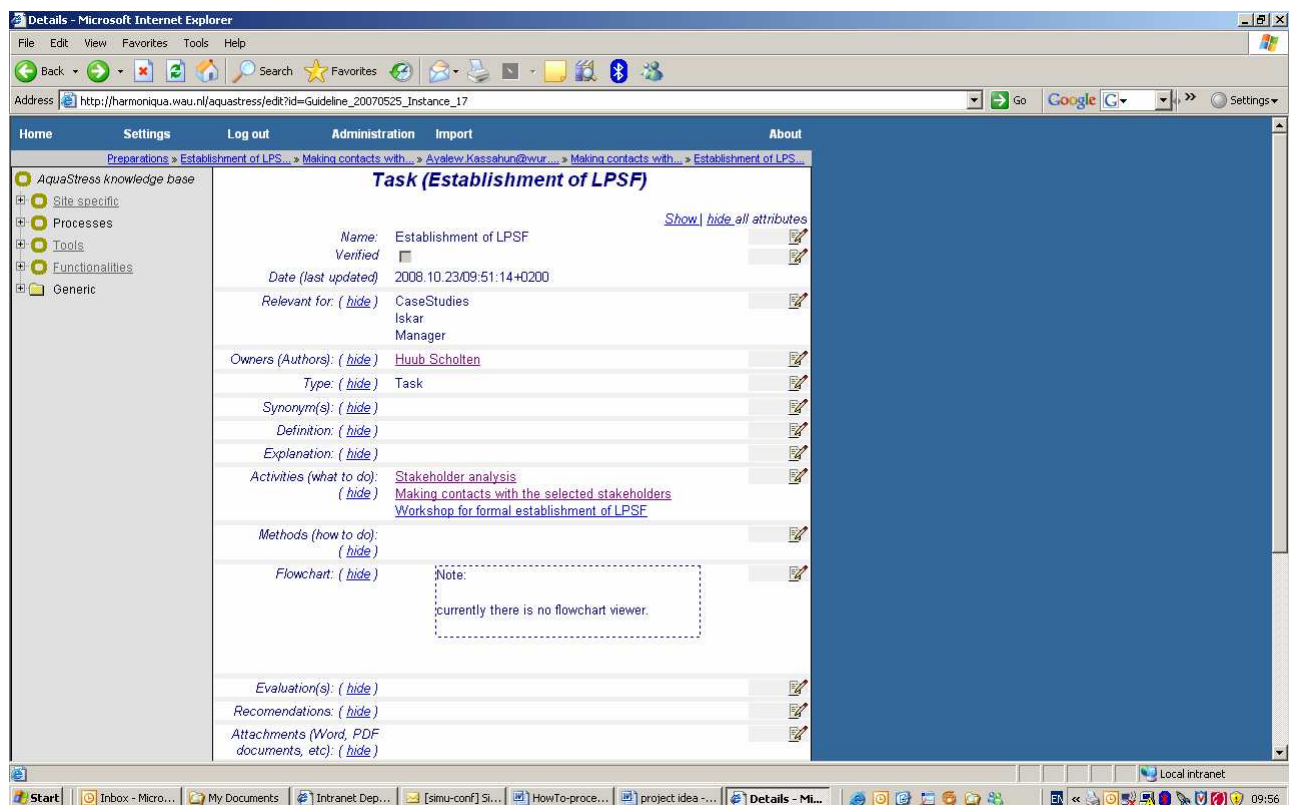 Details - Microsoft Internet Explorer
File Edit View Favorites Tools Help
Back Search Favorites
Address http://harmoniqua.wau.nl/aquastress/edit?id=Guideline_20070525_Instance_17 Go Google G Settings
Home Settings Log out Administration Import About
Preparations » Establishment of LPS... » Making contacts with... » Ayalew.Kassahun@wur.... » Making contacts with... » Establishment of LPS...
AquaStress knowledge base
Site specific
Processes
Tools
Functionalities
Generic
Task (Establishment of LPSF)
Show | hide all attributes
Name: Establishment of LPSF
Verified
Date (last updated) 2008.10.23/09:51:14+0200
Relevant for: ( hide ) CaseStudies
Iskar
Manager
Owners (Authors): ( hide ) Huub Scholten
Type: ( hide ) Task
Synonym(s): ( hide )
Definition: ( hide )
Explanation: ( hide )
Activities (what to do): Stakeholder analysis
( hide ) Making contacts with the selected stakeholders
Workshop for formal establishment of LPSF
Methods (how to do):
( hide )
Flowchart: ( hide ) Note:
currently there is no flowchart viewer.
Evaluation(s): ( hide )
Recomendations: ( hide )
Attachments (Word, PDF
documents, etc): ( hide )
Local intranet
Start Inbox - Micro... My Documents Intranet Dep... [simu-conf] Si... HowTo-proce... project idea -... Details - Mi... EN « 09:56